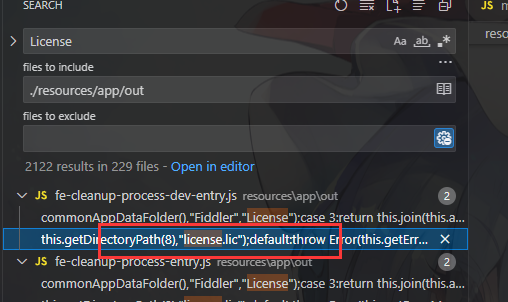 SEARCH
License
Aa ab .*
files to include
./resources/app/out
files to exclude
2122 results in 229 files - Open in editor
JS fe-cleanup-process-dev-entry.js resources\app\out 2
commonAppDataFolder(),"Fiddler","License");case 3:return this.join(this.a...
this.getDirectoryPath(8),"license.lic");default:throw Error(this.getErr...
JS fe-cleanup-process-entry.js resources\app\out 2
commonAppDataFolder(),"Fiddler","License");case 3:return this.join(this.a...